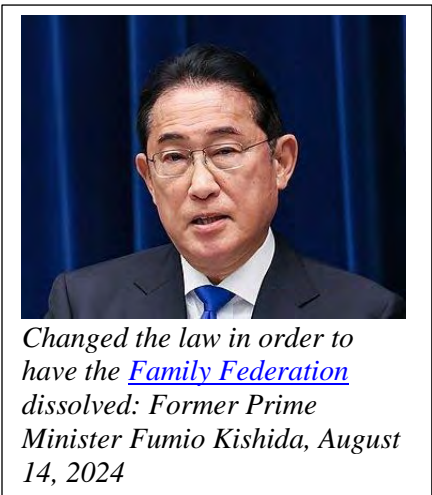 Changed the law in order to
have the Family Federation
dissolved: Former Prime
Minister Fumio Kishida, August
14, 2024